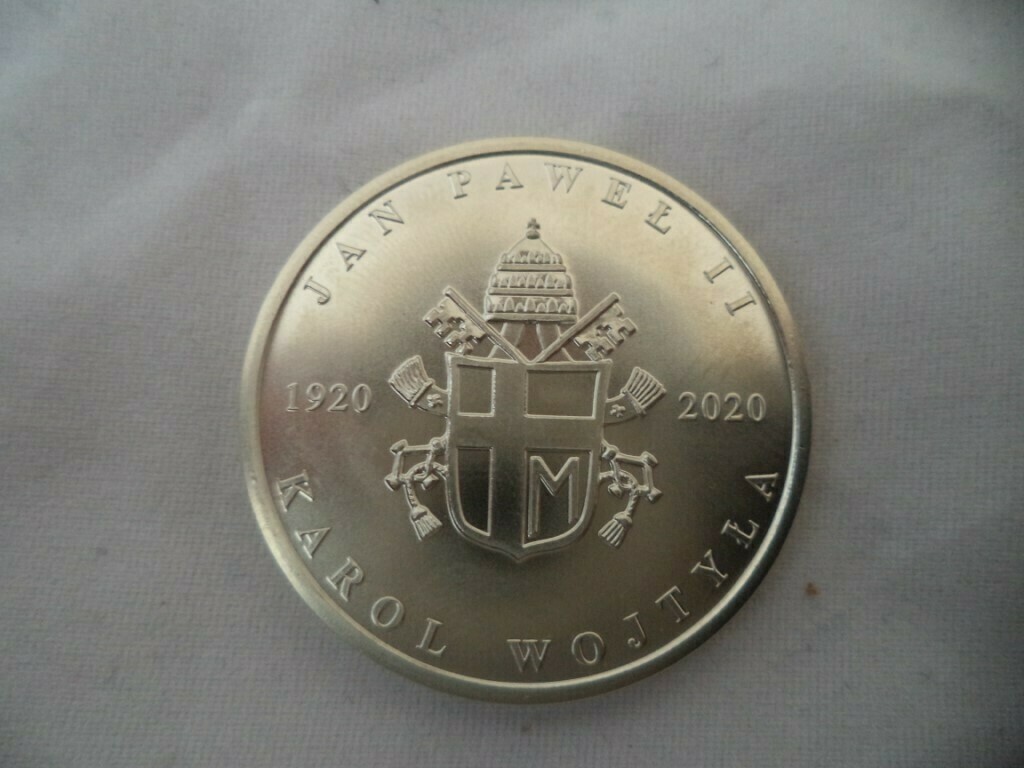 JAN PAWEŁ II
1920
2020
M
KAROL WOJTYŁA